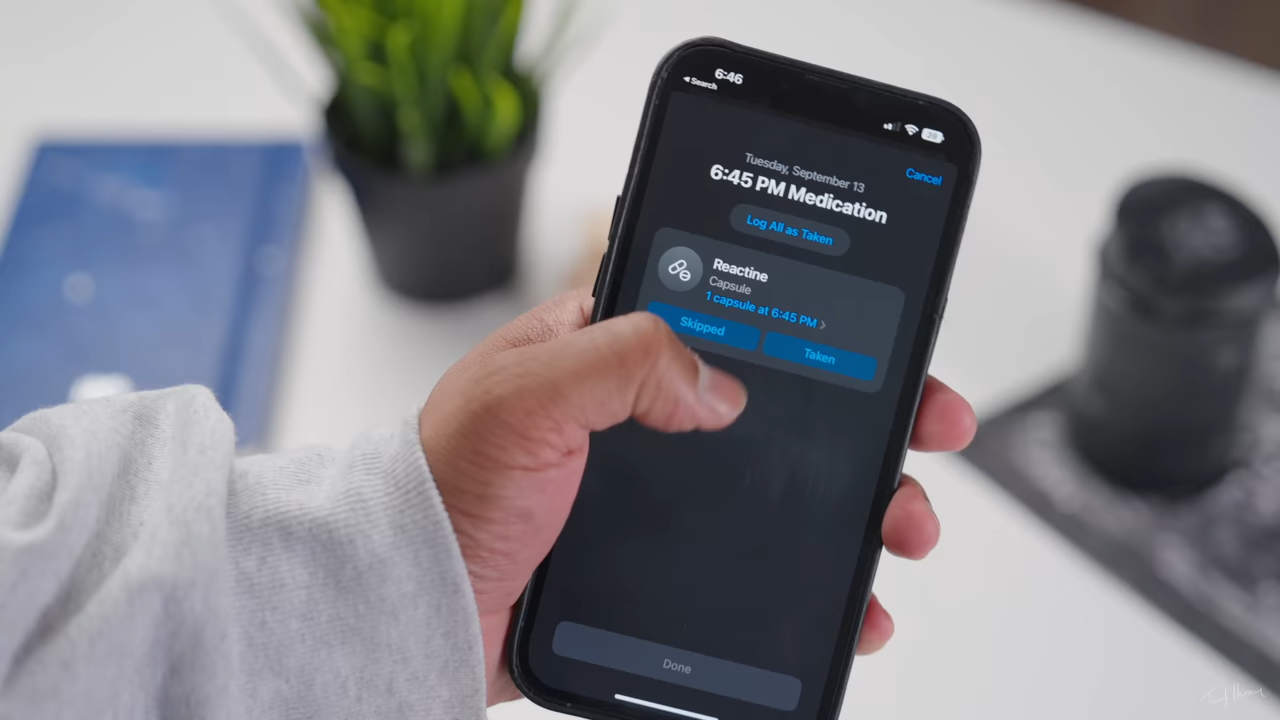 6:46
◀ Search
39
Tuesday, September 13
Cancel
6:45 PM Medication
Log All as Taken
Reactine
Capsule
1 capsule at 6:45 PM >
Skipped
Taken
Done